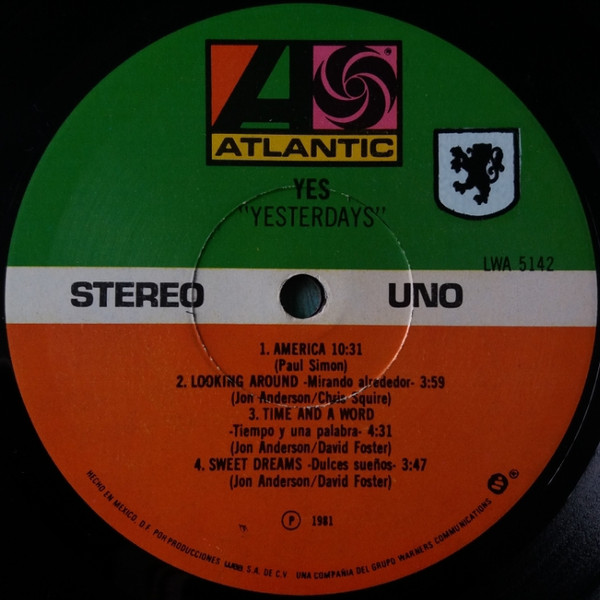 ATLANTIC
YES
"YESTERDAYS"
LWA 5142
STEREO UNO
1. AMERICA 10:31
(Paul Simon)
2. LOOKING AROUND -Mirando alrededor- 3:59
(Jon Anderson/Chris Squire)
3. TIME AND A WORD
-Tiempo y una palabra- 4:31
(Jon Anderson/David Foster)
4. SWEET DREAMS -Dulces sueños- 3:47
(Jon Anderson/David Foster)
Ⓟ 1981
HECHO EN MEXICO, D.F. POR PRODUCCIONES S.A. DE C.V. UNA COMPAÑIA DEL GRUPO WARNERS COMMUNICATIONS ®